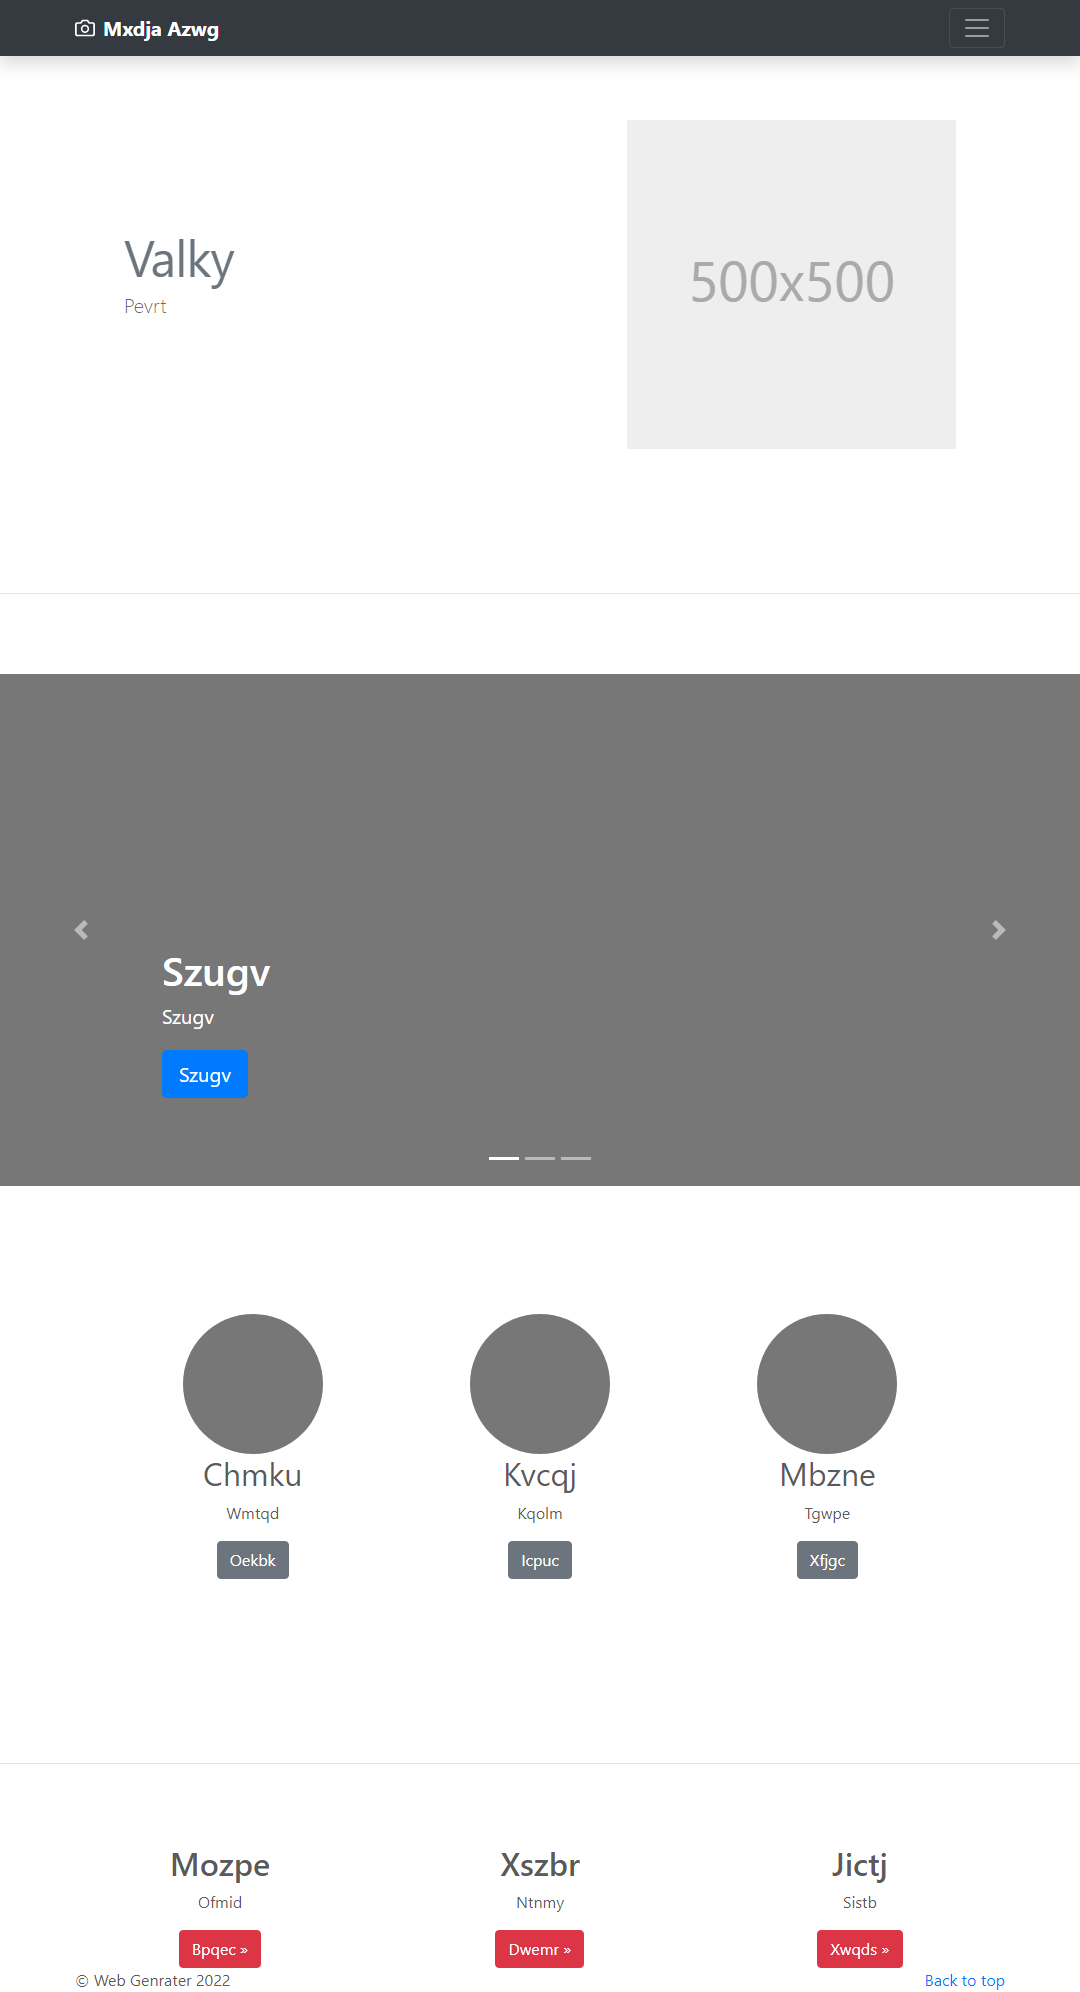 Mxdja Azwg
Valky
Pevrt
500x500
Szugv
Szugv
Szugv
Chmku
Wmtqd
Oekbk
Kvcqj
Kqolm
Icpuc
Mbzne
Tgwpe
Xfjgc
Mozpe
Ofmid
Bpqec »
Xszbr
Ntnmy
Dwemr »
Jictj
Sistb
Xwqds »
© Web Genrater 2022
Back to top